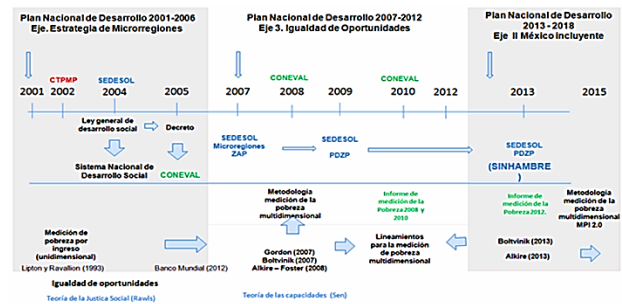 Plan Nacional de Desarrollo 2001-2006
Eje. Estrategia de Microrregiones
Plan Nacional de Desarrollo 2007-2012
Eje 3. Igualdad de Oportunidades
Plan Nacional de Desarrollo
2013 - 2018
Eje II México incluyente
CTPMP
SEDESOL
CONEVAL
CONEVAL
2001
2002
2004
2005
2007
2008
2009
2010
2012
2013
2015
Ley general de
desarrollo social
Decreto
Sistema Nacional de
Desarrollo Social
CONEVAL
SEDESOL
Microregiones
ZAP
SEDESOL
PDZP
SEDESOL
PDZP
(SINHAMBRE
)
Metodología
medición de la
pobreza
multidimensional
Informe de
medición de la
Pobreza 2008 y
2010
Informe de
medición de la
Pobreza 2012.
Metodología
medición de la
pobreza
multidimensional
MPI 2.0
Medición de
pobreza por
ingreso
(unidimensional)
Lipton y Ravallion (1993)
Banco Mundial (2012)
Gordon (2007)
Boltvinik (2007)
Alkire – Foster (2008)
Lineamientos para la medición
de pobreza
multidimensional
Boltvinik (2013)
Alkire (2013)
Igualdad de oportunidades
Teoría de la Justica Social (Rawls)
Teoría de las capacidades (Sen)